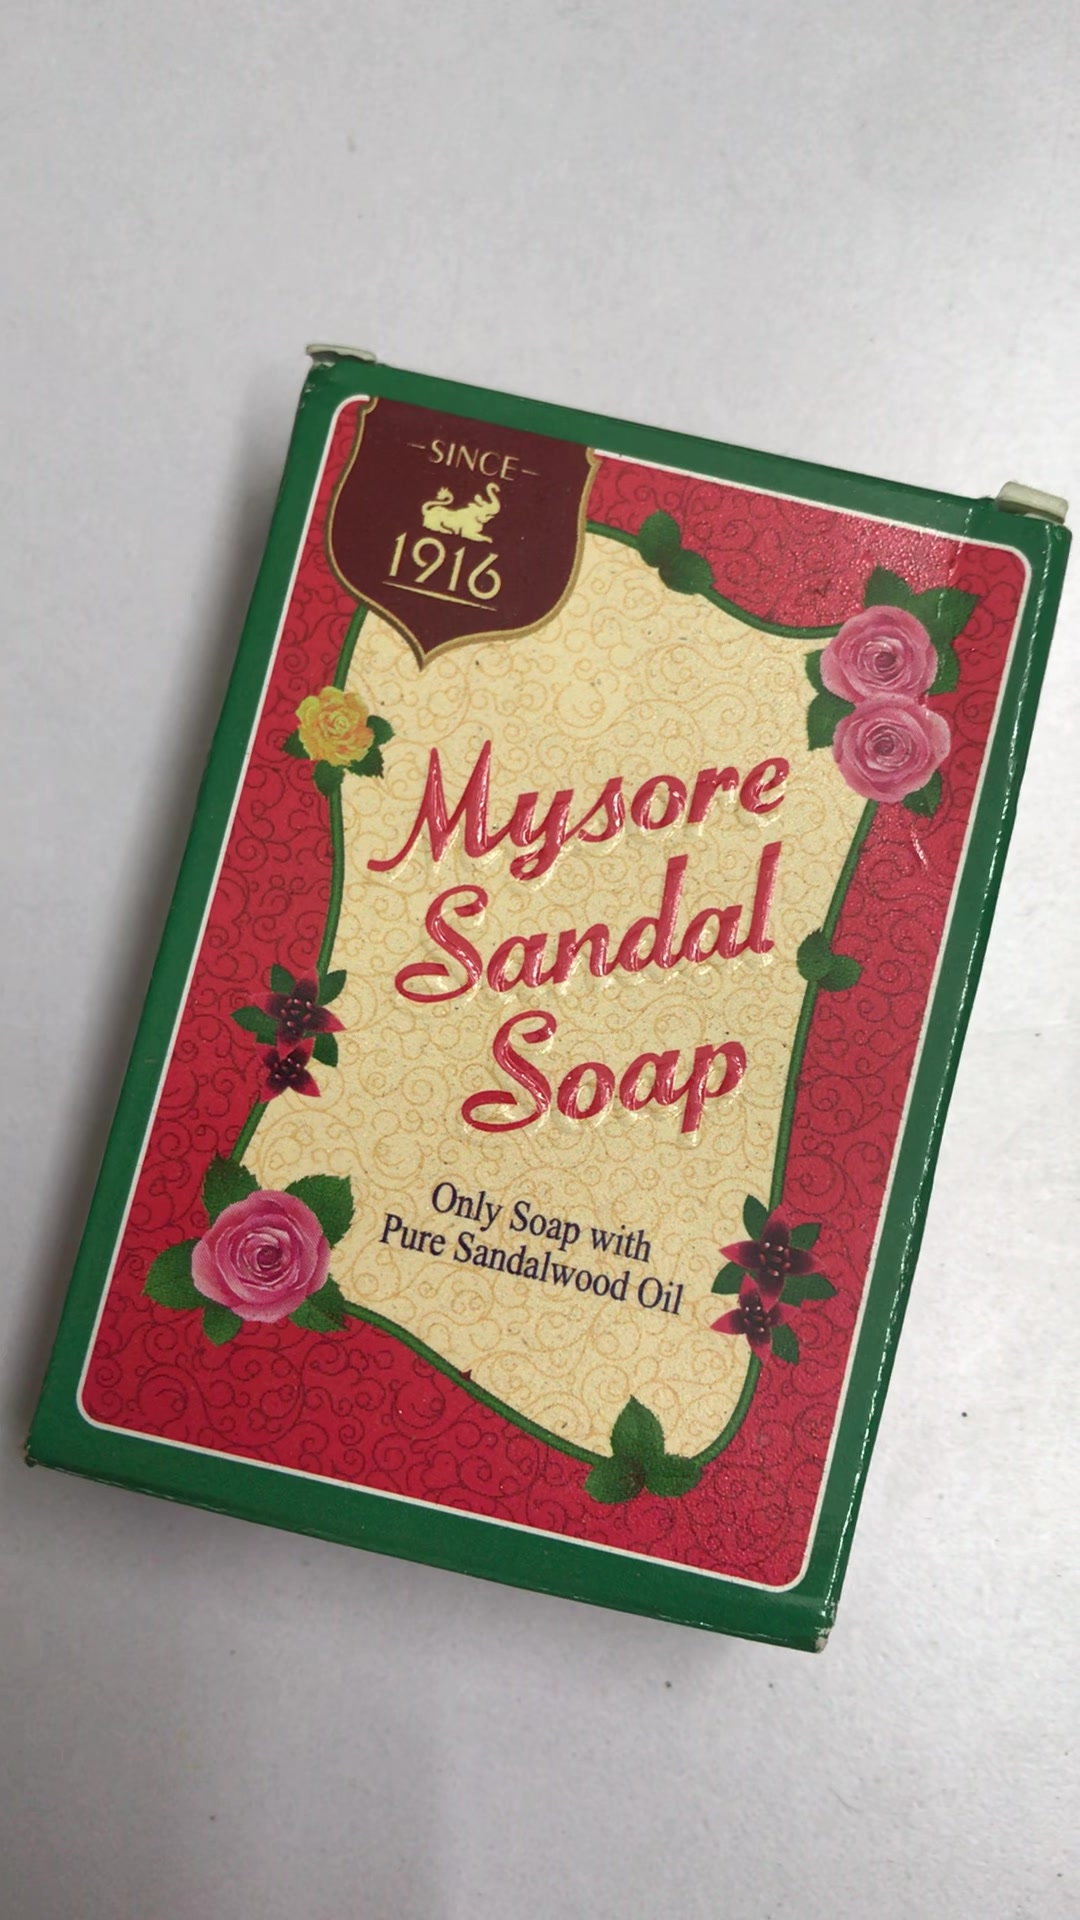 -SINCE-
1916
Mysore
Sandal
Soap
Only Soap with
Pure Sandalwood Oil